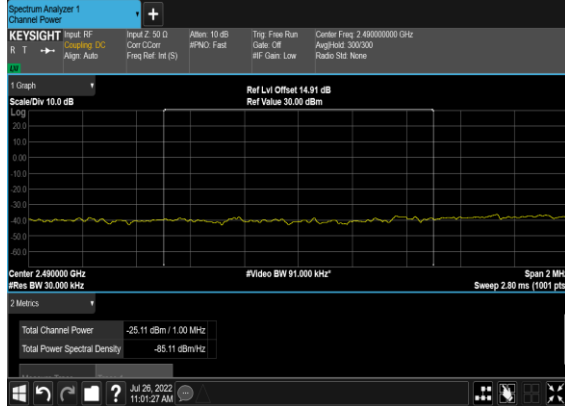 Spectrum Analyzer 1
Channel Power
+
KEYSIGHT Input: RF Input Z: 50 Ω Atten: 10 dB Trig: Free Run Center Freq: 2.490000000 GHz
R T Coupling: DC Corr CCorr #PNO: Fast Gate: Off Avg|Hold: 300/300
Align: Auto Freq Ref: Int (S) #IF Gain: Low Radio Std: None
1 Graph
Ref Lvl Offset 14.91 dB
Scale/Div 10.0 dB Ref Value 30.00 dBm
Log
20.0
10.0
0.00
-10.0
-20.0
-30.0
-40.0
-50.0
-60.0
Center 2.490000 GHz #Video BW 91.000 kHz* Span 2 MHz
#Res BW 30.000 kHz Sweep 2.80 ms (1001 pts
2 Metrics
Total Channel Power -25.11 dBm / 1.00 MHz
Total Power Spectral Density -85.11 dBm/Hz
? Jul 26, 2022
11:01:27 AM